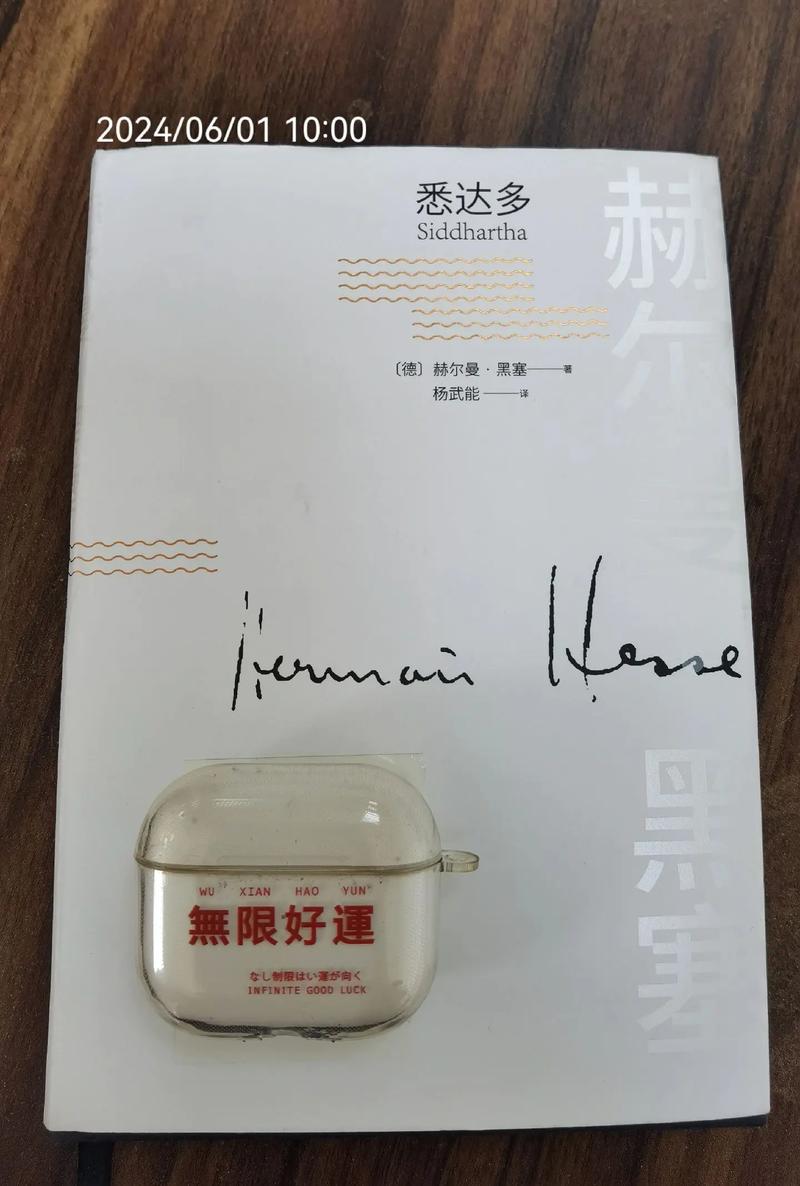 2024/06/01 10:00
悉达多
Siddhartha
〔德〕赫尔曼·黑塞——著
杨武能——译
赫尔曼
Hermann Hesse
黑塞
WU XIAN HAO YUN
無限好運
なし制限はい運が向く
INFINITE GOOD LUCK